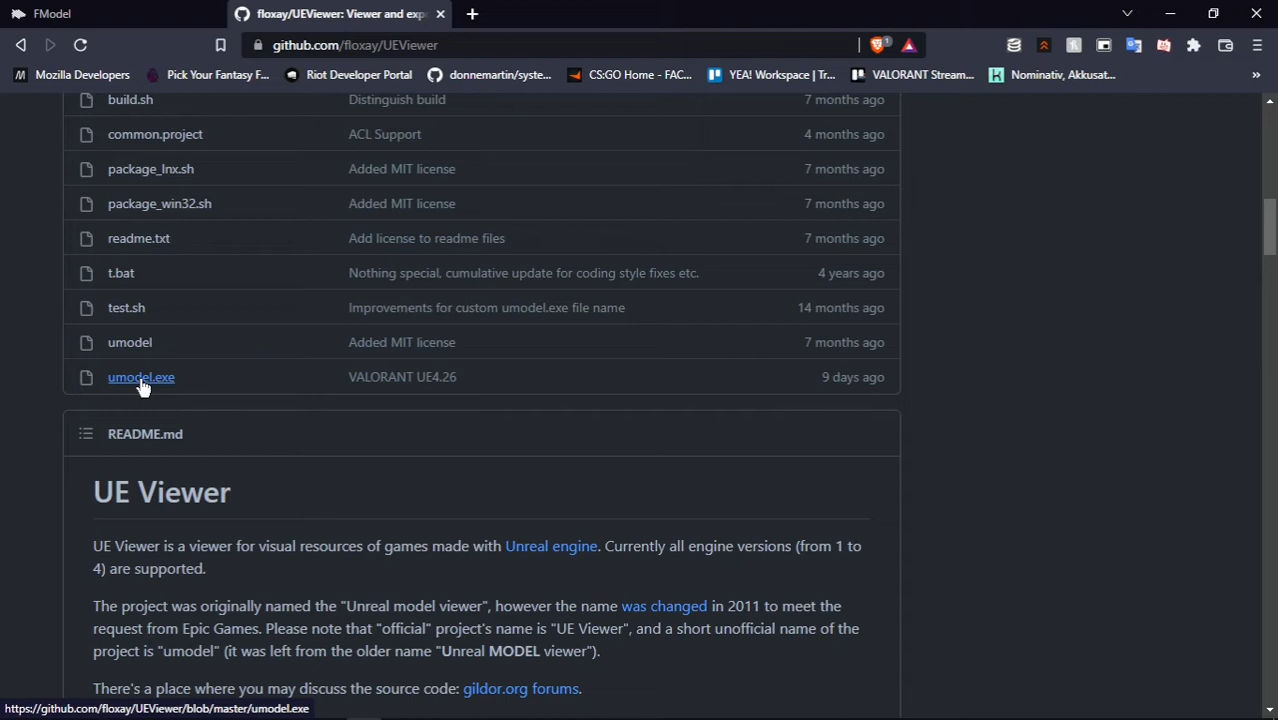 FModel
floxay/UEViewer: Viewer and expo
github.com/floxay/UEViewer
1
Mozilla Developers
Pick Your Fantasy F...
Riot Developer Portal
donnemartin/syste...
CS:GO Home - FAC...
YEA! Workspace | Tr...
VALORANT Stream...
Nominativ, Akkusat...
build.sh Distinguish build 7 months ago
common.project ACL Support 4 months ago
package_lnx.sh Added MIT license 7 months ago
package_win32.sh Added MIT license 7 months ago
readme.txt Add license to readme files 7 months ago
t.bat Nothing special, cumulative update for coding style fixes etc. 4 years ago
test.sh Improvements for custom umodel.exe file name 14 months ago
umodel Added MIT license 7 months ago
umodel.exe VALORANT UE4.26 9 days ago
README.md
UE Viewer
UE Viewer is a viewer for visual resources of games made with Unreal engine. Currently all engine versions (from 1 to
4) are supported.
The project was originally named the "Unreal model viewer", however the name was changed in 2011 to meet the
request from Epic Games. Please note that "official" project's name is "UE Viewer", and a short unofficial name of the
project is "umodel" (it was left from the older name "Unreal MODEL viewer").
There's a place where you may discuss the source code: gildor.org forums.
https://github.com/floxay/UEViewer/blob/master/umodel.exe